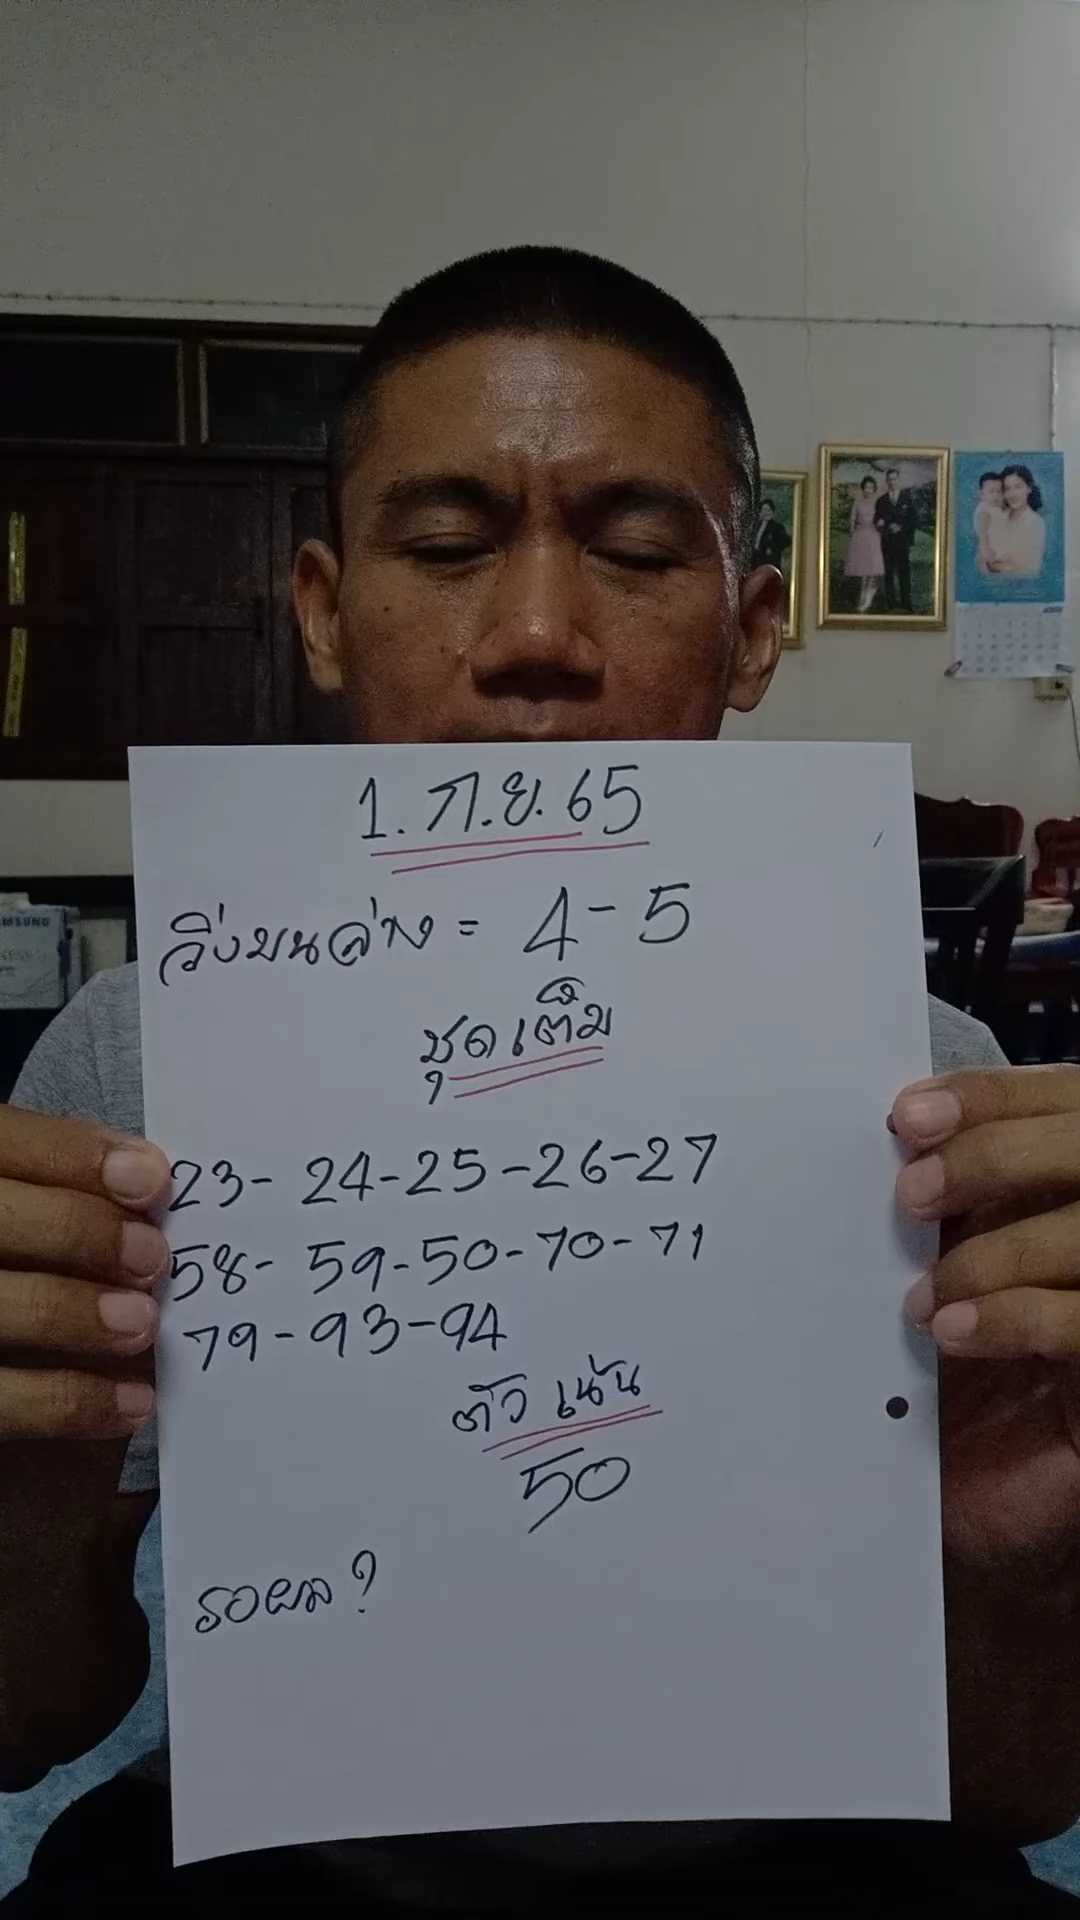 1. ก.ย. 65
วิ่งบนล่าง = 4-5
ชุดเต็ม
23- 24-25-26-27
58- 59-50-70-71
79-93-94
ตัวเน้น
50
รอผล?
AMSUNG